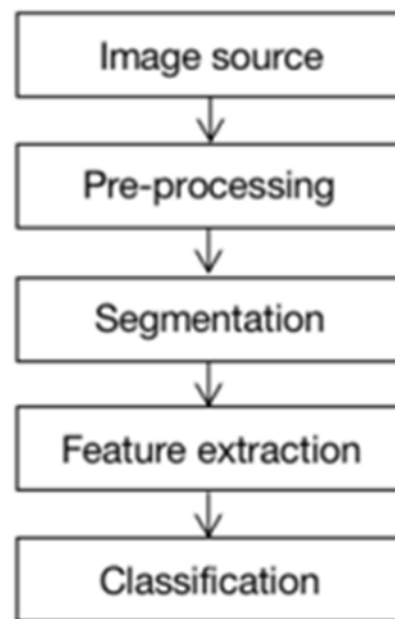 Image source
Pre-processing
Segmentation
Feature extraction
Classification